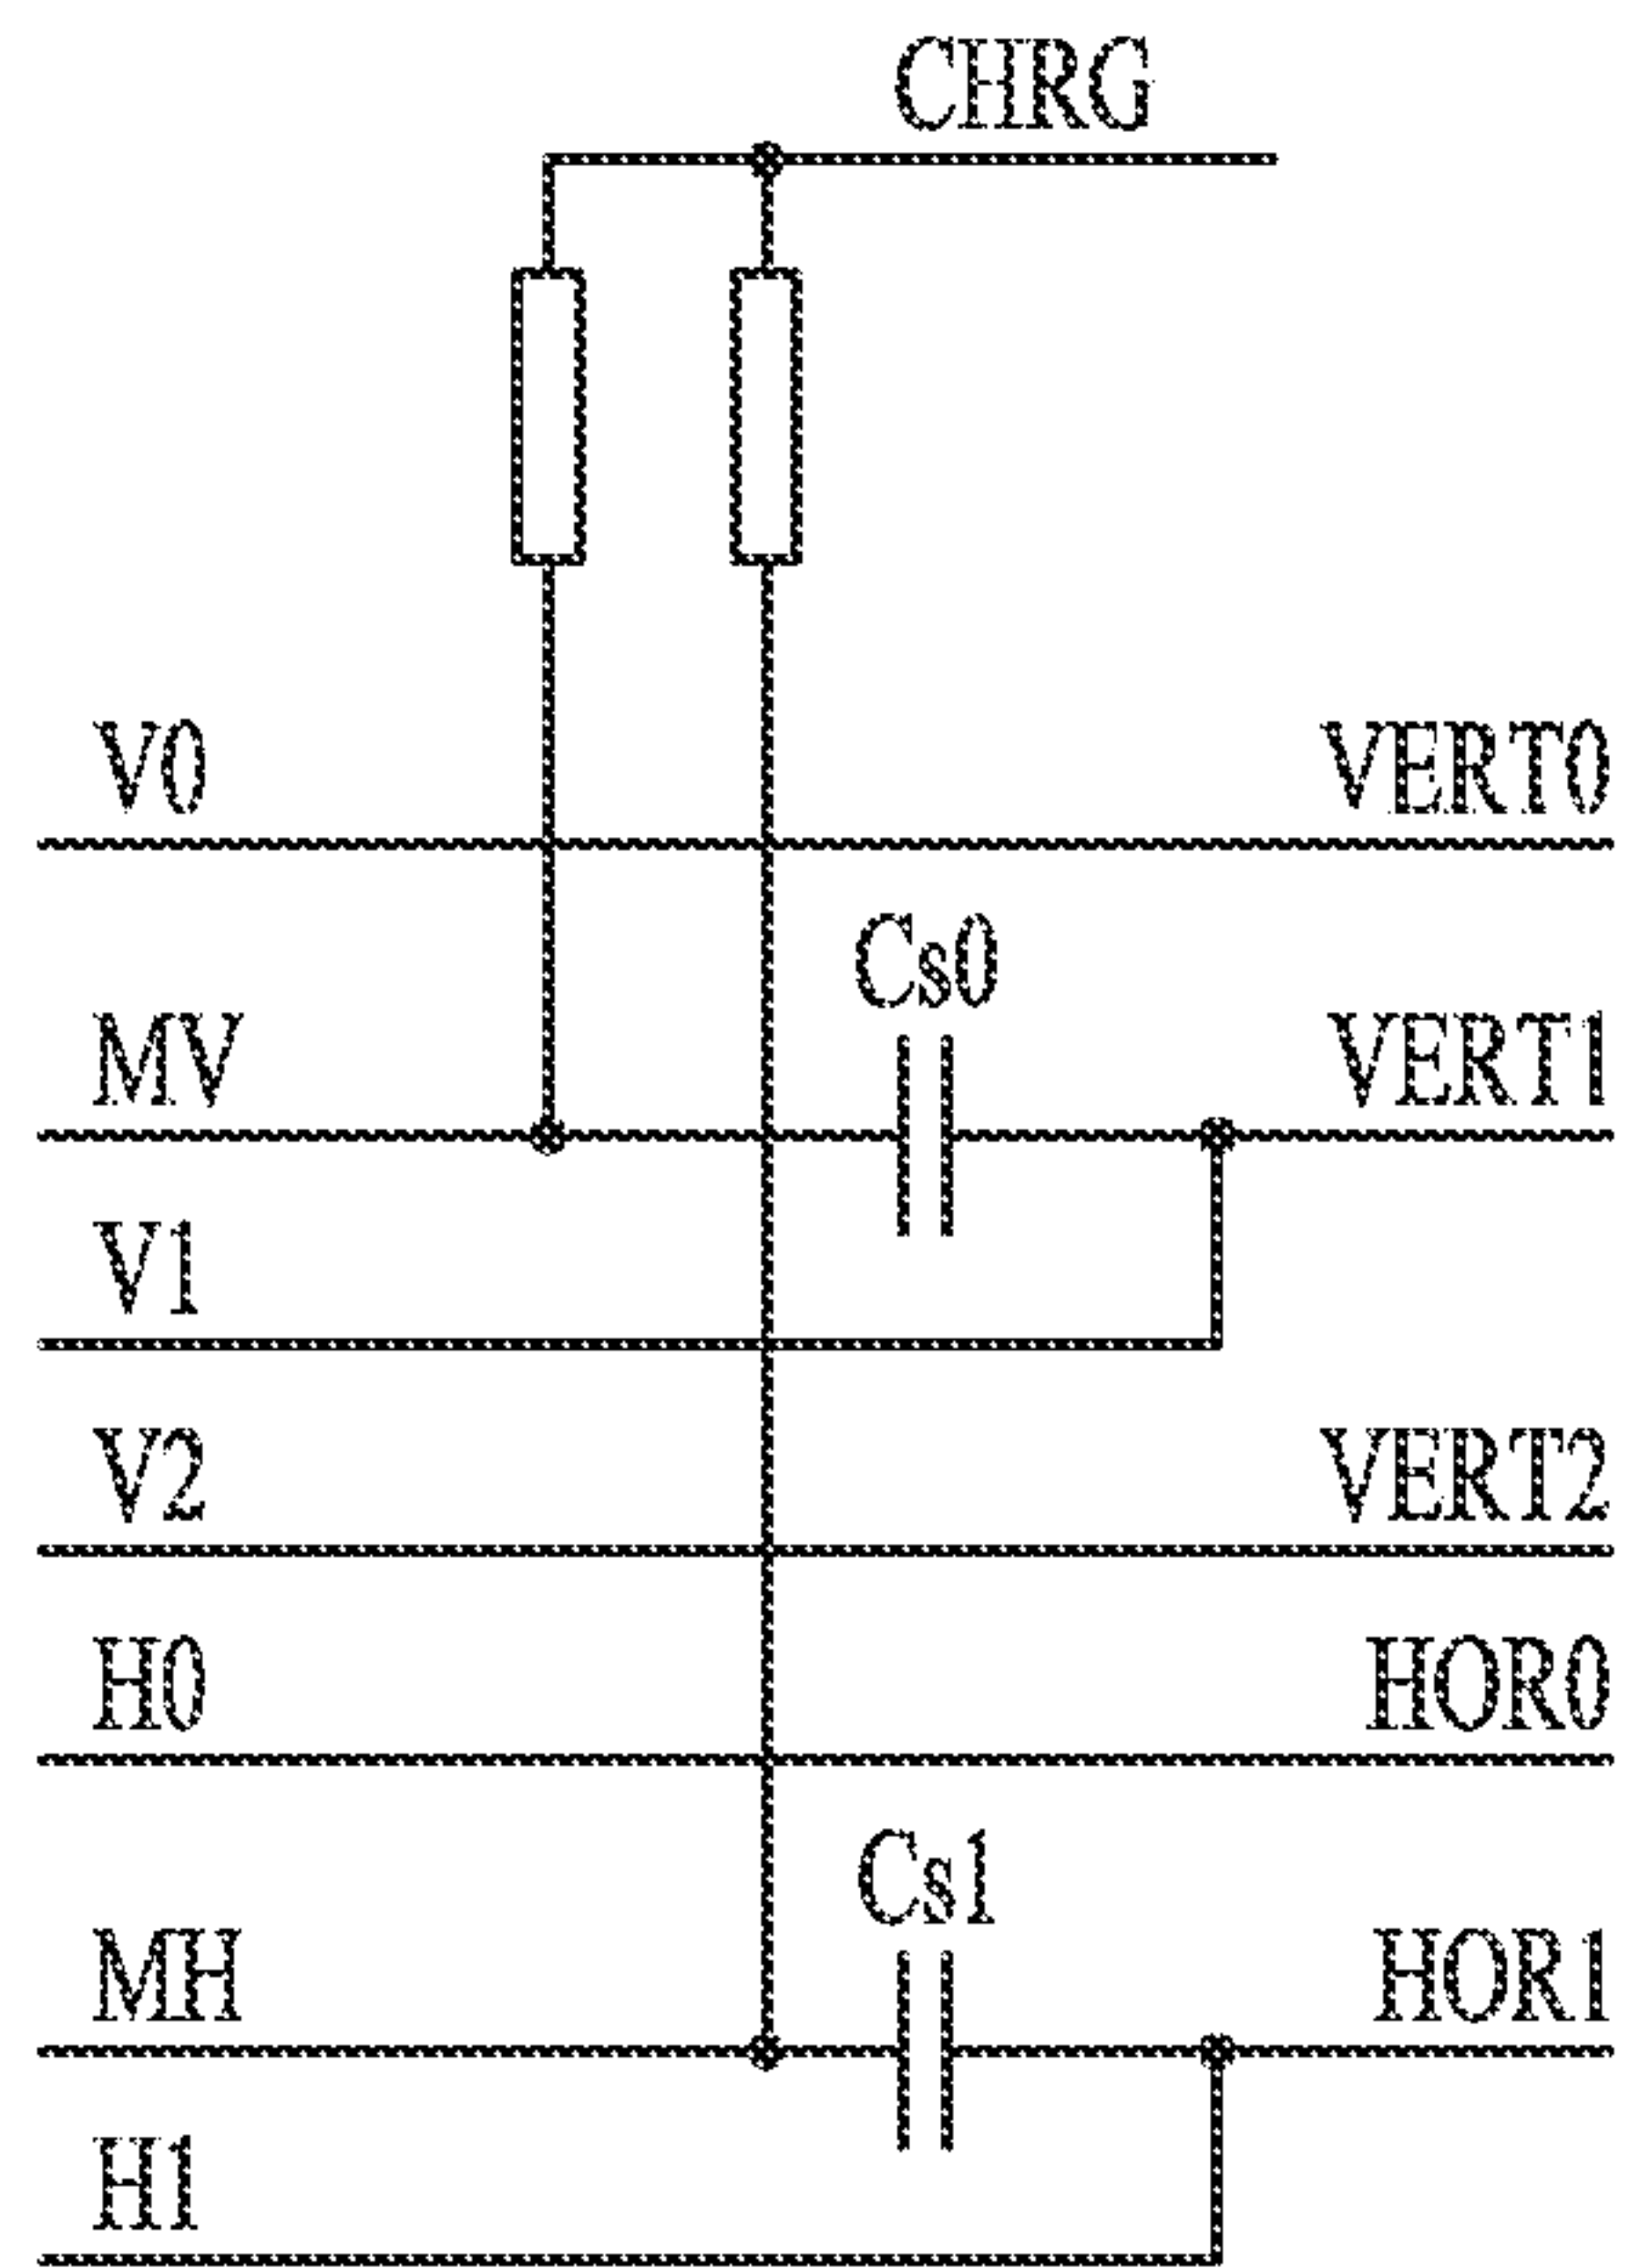 CHRG
V0 VERT0
Cs0
MV VERT1
V1
V2 VERT2
H0 HOR0
Cs1
MH HOR1
H1